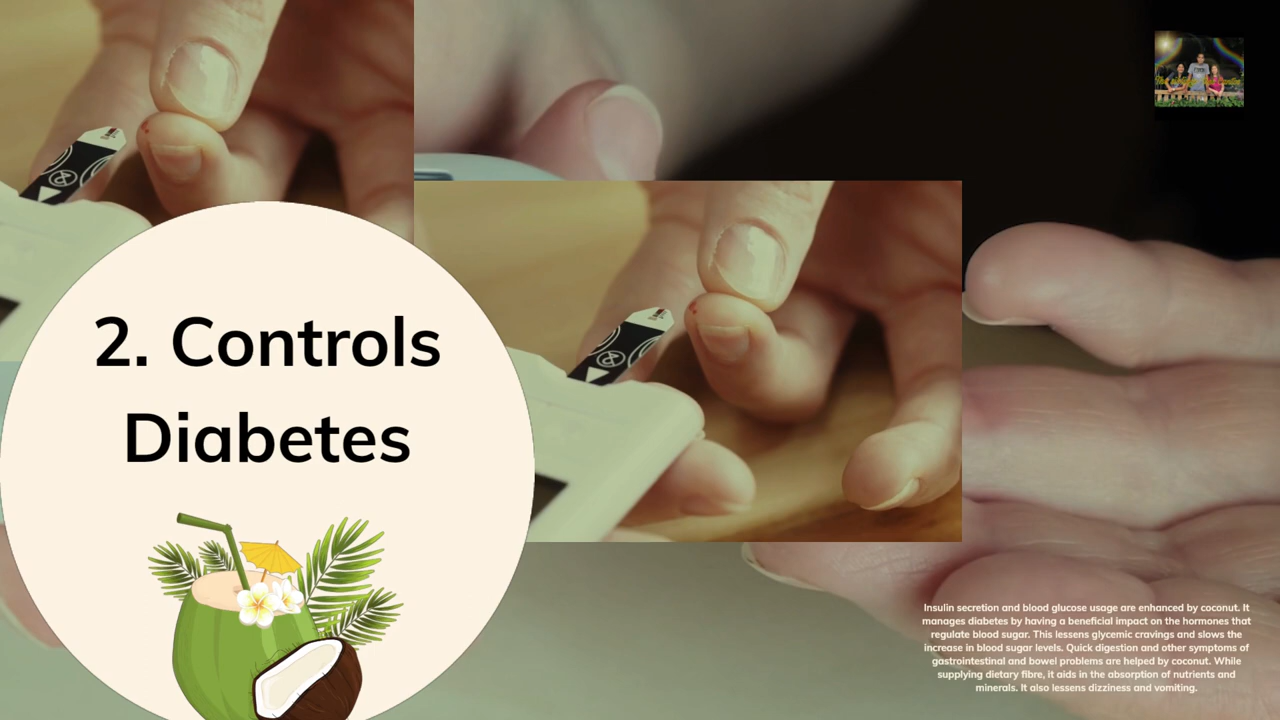 2. Controls
Diabetes
Insulin secretion and blood glucose usage are enhanced by coconut. It
manages diabetes by having a beneficial impact on the hormones that
regulate blood sugar. This lessens glycemic cravings and slows the
increase in blood sugar levels. Quick digestion and other symptoms of
gastrointestinal and bowel problems are helped by coconut. While
supplying dietary fibre, it aids in the absorption of nutrients and
minerals. It also lessens dizziness and vomiting.